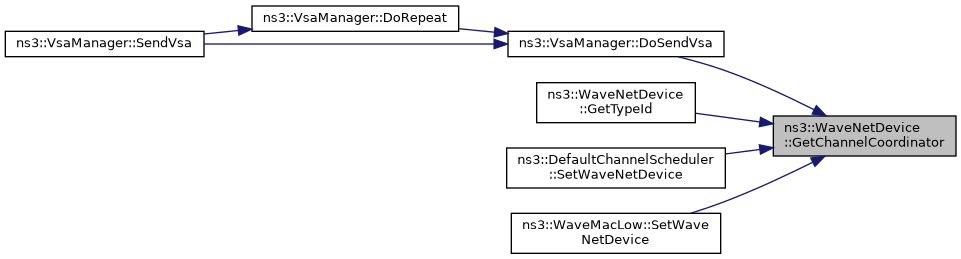 ns3::VsaManager::DoRepeat
ns3::VsaManager::SendVsa
ns3::VsaManager::DoSendVsa
ns3::WaveNetDevice
::GetTypeId
ns3::WaveNetDevice
::GetChannelCoordinator
ns3::DefaultChannelScheduler
::SetWaveNetDevice
ns3::WaveMacLow::SetWave
NetDevice